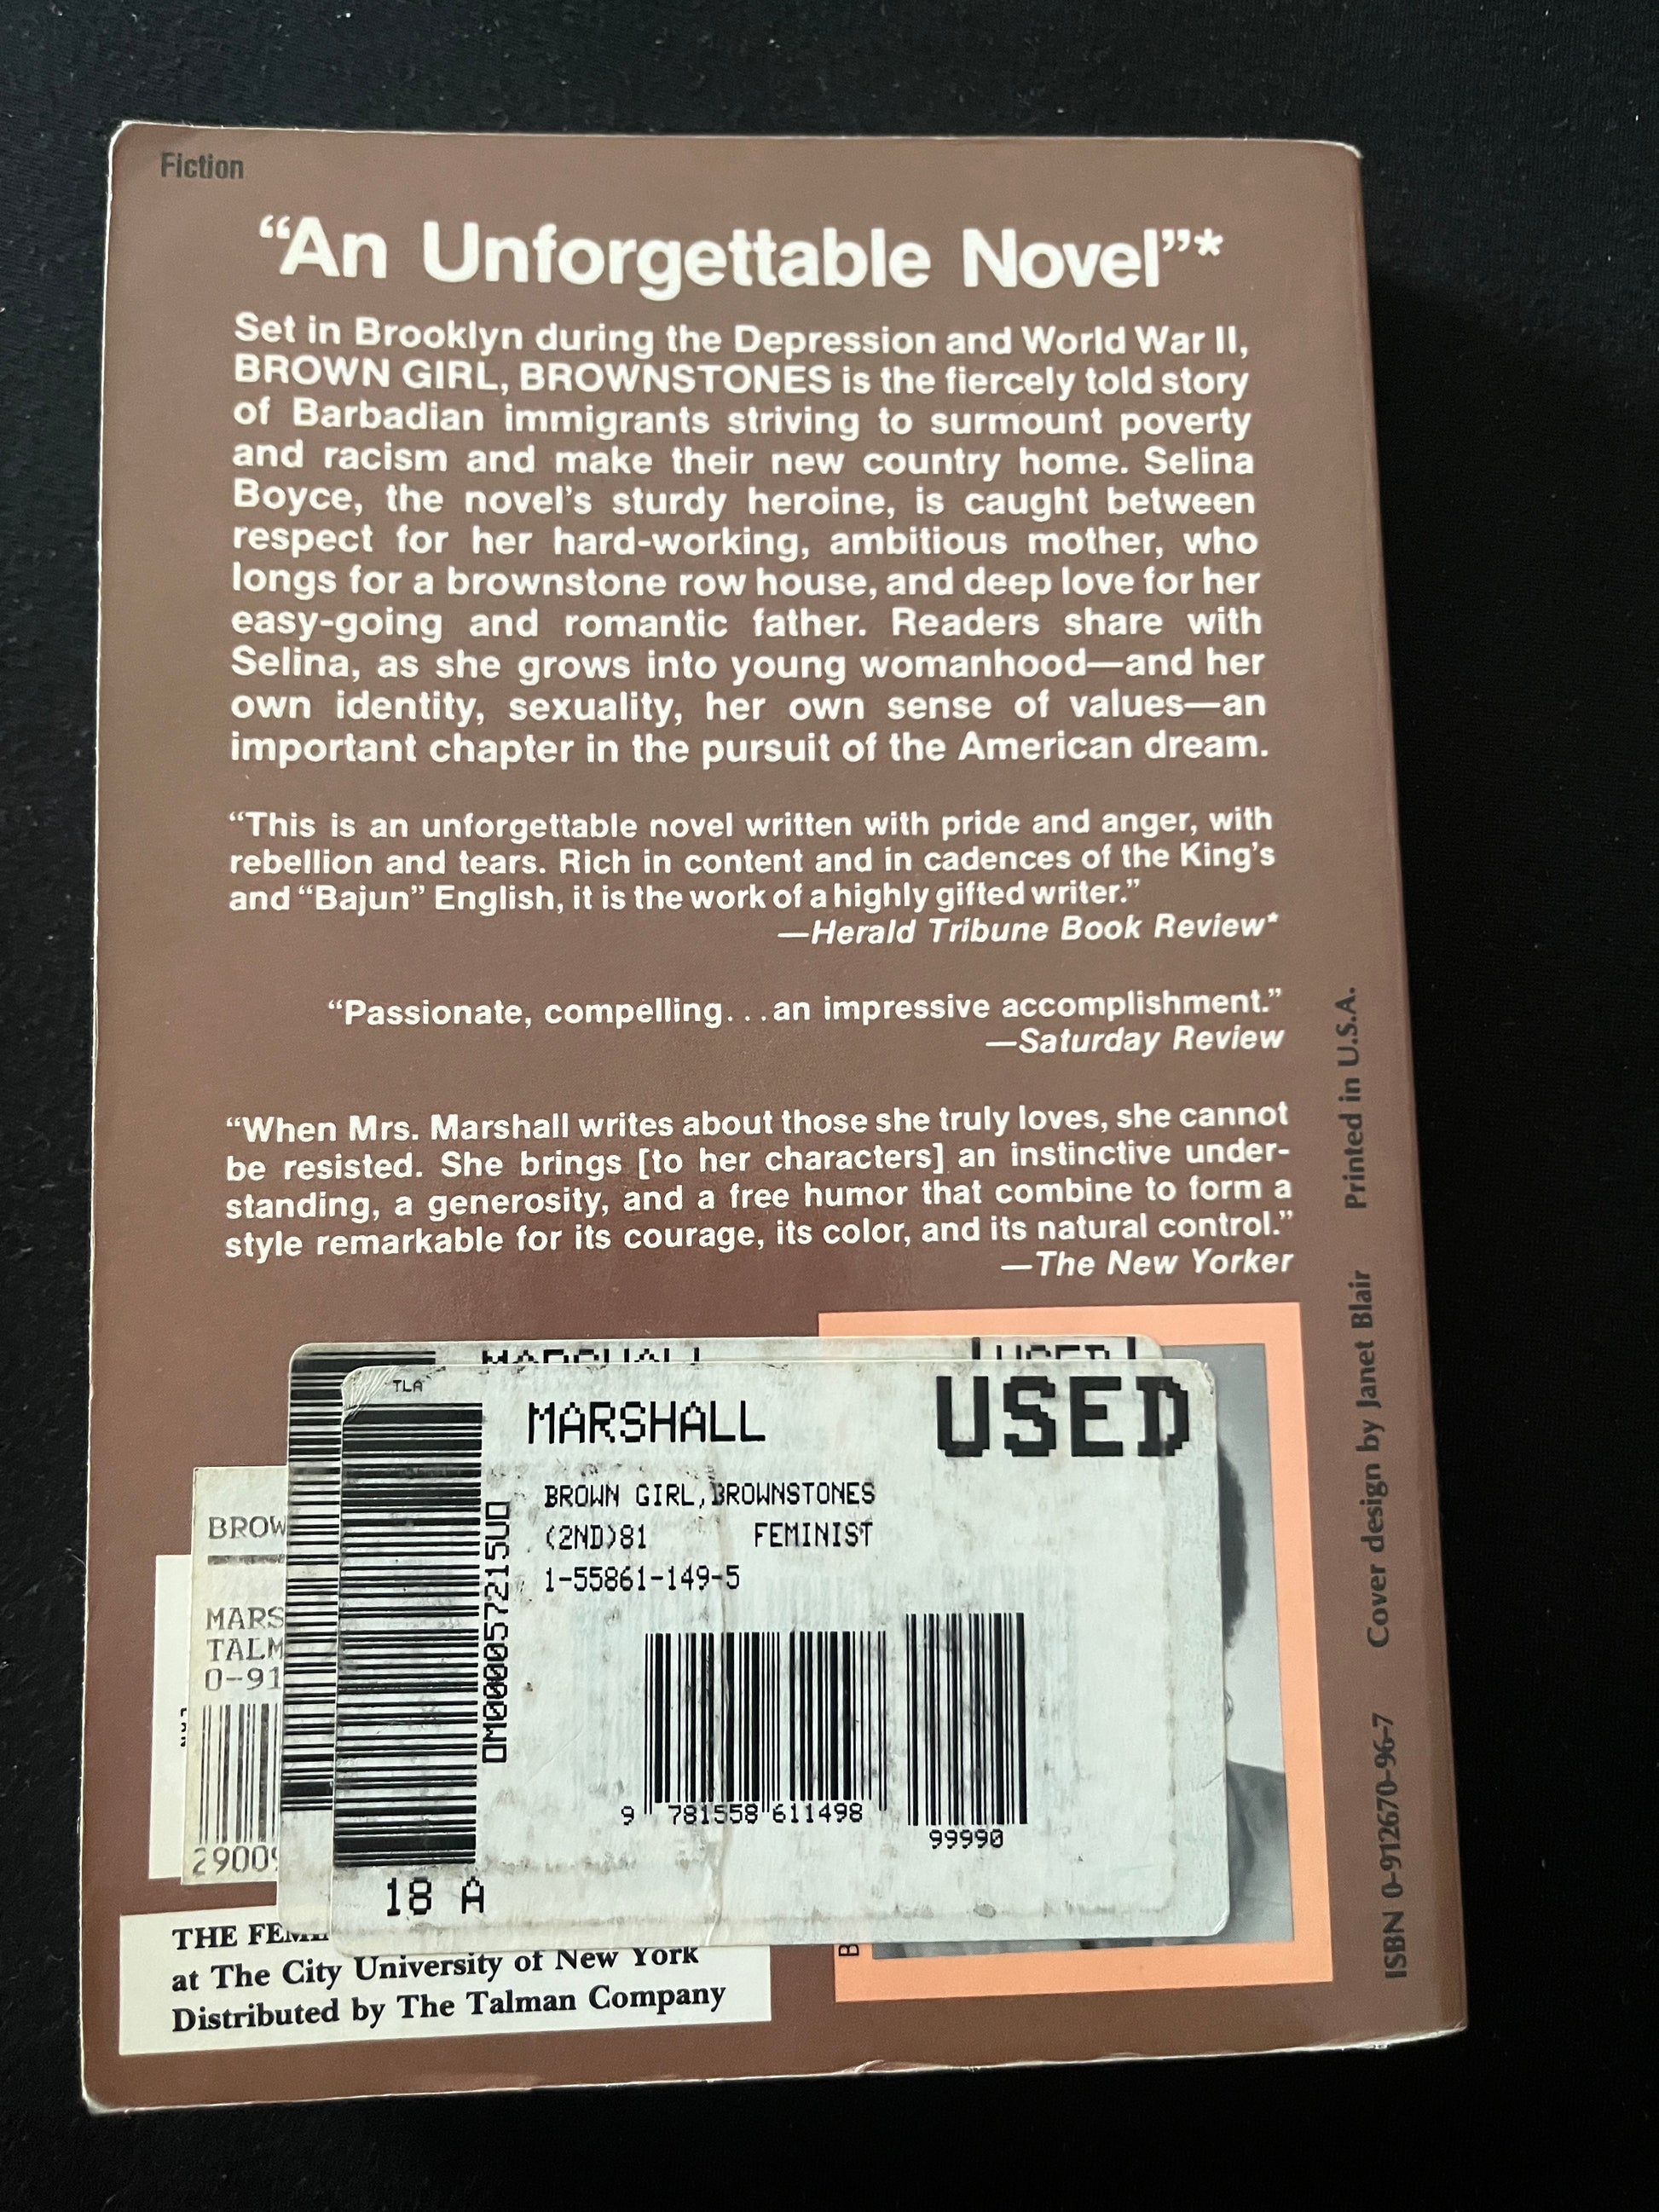 Fiction
“An Unforgettable Novel”*
Set in Brooklyn during the Depression and World War II,
BROWN GIRL, BROWNSTONES is the fiercely told story
of Barbadian immigrants striving to surmount poverty
and racism and make their new country home. Selina
Boyce, the novel’s sturdy heroine, is caught between
respect for her hard-working, ambitious mother, who
longs for a brownstone row house, and deep love for her
easy-going and romantic father. Readers share with
Selina, as she grows into young womanhood—and her
own identity, sexuality, her own sense of values—an
important chapter in the pursuit of the American dream.
“This is an unforgettable novel written with pride and anger, with
rebellion and tears. Rich in content and in cadences of the King’s
and “Bajun” English, it is the work of a highly gifted writer.”
—Herald Tribune Book Review*
“Passionate, compelling...an impressive accomplishment.”
—Saturday Review
“When Mrs. Marshall writes about those she truly loves, she cannot
be resisted. She brings [to her characters] an instinctive under-
standing, a generosity, and a free humor that combine to form a
style remarkable for its courage, its color, and its natural control.”
—The New Yorker
MARSHALL USED
TLA
MARSHALL USED
BROWN GIRL,BROWNSTONES
(2ND)81 FEMINIST
1-55861-149-5
0M000057215U0
9 781558 611498
99990
18 A
BROW
MARS
TALM
0-91
2900
THE
at The City University of New York
Distributed by The Talman Company
B
ISBN 0-912670-96-7 Cover design by Janet Blair Printed in U.S.A.